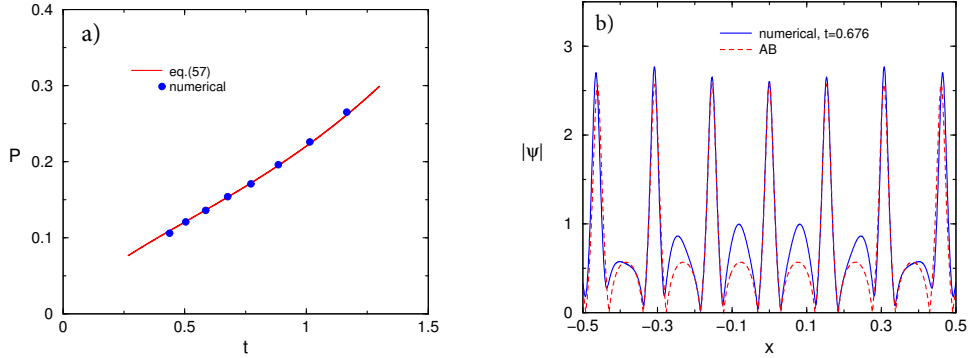 a)
0.4
0.3
0.2
0.1
0
P
eq.(57)
numerical
0
0.5
1
1.5
t
b)
3
2
1
0
|ψ|
numerical, t=0.676
AB
−0.5
−0.3
−0.1
0.1
0.3
0.5
x